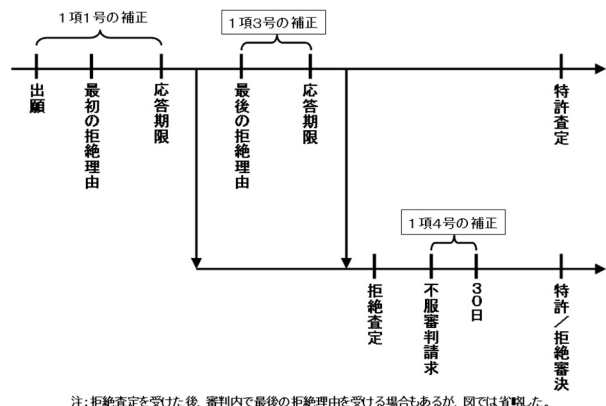 1項1号の補正
1項3号の補正
出願
最初の拒絶理由
応答期限
最後の拒絶理由
応答期限
特許査定
1項4号の補正
拒絶査定
不服審判請求
30日
特許/拒絶審決
注:拒絶査定を受けた後、審判内で最後の拒絶理由を受ける場合もあるが、図では省略した。